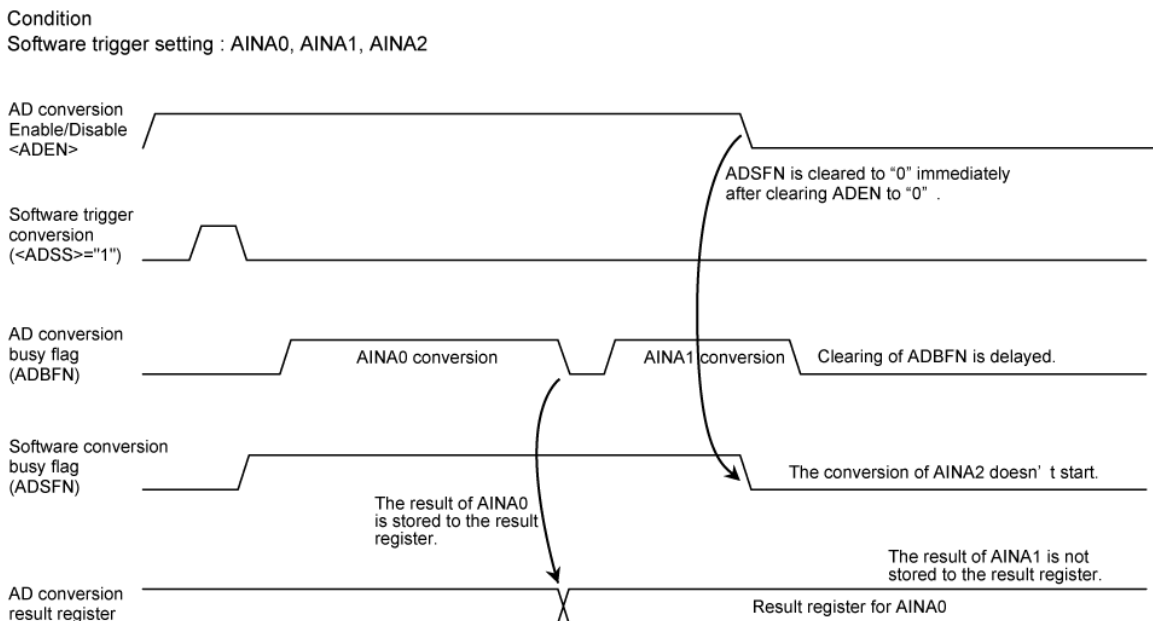 Condition
Software trigger setting : AINA0, AINA1, AINA2
AD conversion
Enable/Disable
<ADEN>
ADSFN is cleared to “0” immediately
after clearing ADEN to “0” .
Software trigger
conversion
(<ADSS>="1")
AD conversion
busy flag
(ADBFN)
AINA0 conversion
AINA1 conversion
Clearing of ADBFN is delayed.
Software conversion
busy flag
(ADSFN)
The conversion of AINA2 doesn’ t start.
The result of AINA0
is stored to the result
register.
The result of AINA1 is not
stored to the result register.
AD conversion
result register
Result register for AINA0